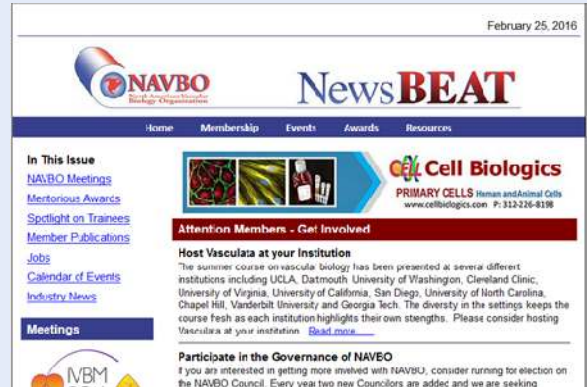 February 25, 2016
NAVBO
North American Vascular
Biology Organization
NewsBEAT
Home Membership Events Awards Resources
In This Issue
NAVBO Meetings
Meritorious Awards
Spotlight on Trainees
Member Publications
Jobs
Calendar of Events
Industry News
Meetings
IVBM
Cell Biologics
PRIMARY CELLS Human and Animal Cells
www.cellbiologics.com P: 312-226-8198
Attention Members - Get Involved
Host Vasculata at your Institution
The summer course on vascular biology has been presented at several different
institutions including UCLA, Dartmouth University of Washington, Cleveland Clinic,
University of Virginia, University of California, San Diego, University of North Carolina,
Chapel Hill, Vanderbilt University and Georgia Tech. The diversity in the settings keeps the
course fresh as each institution highlights their own stengths. Please consider hosting
Vasculata at your institution. Read more......
Participate in the Governance of NAVBO
If you are interested in getting more involved with NAVBO, consider running for election on
the NAVBO Council. Every year two new Councilors are added and we are seeking